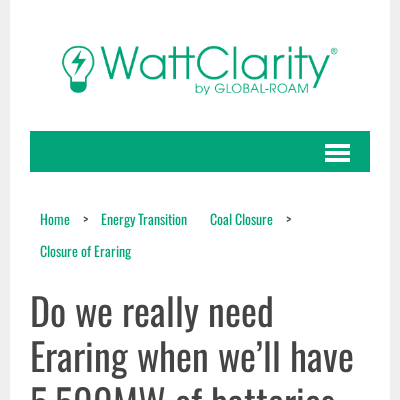 WattClarity®
by GLOBAL-ROAM
Home > Energy Transition Coal Closure >
Closure of Eraring
Do we really need
Eraring when we’ll have
5,500MW of batteries